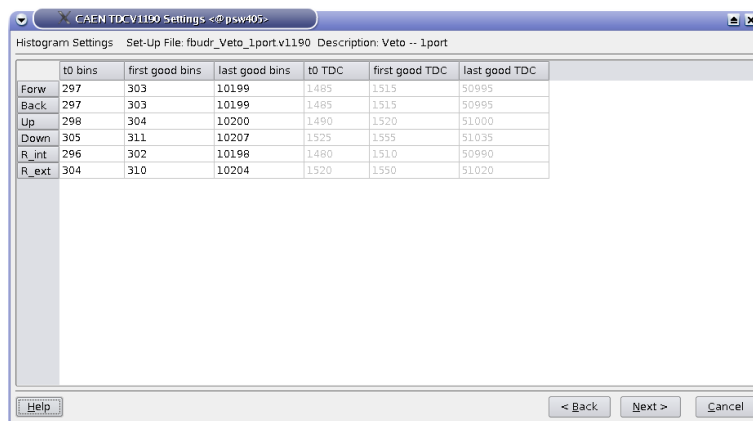 CAEN TDCV1190 Settings <@psw405>
Histogram Settings Set-Up File: fbudr_Veto_1port.v1190 Description: Veto -- 1port
t0 bins first good bins last good bins t0 TDC first good TDC last good TDC
Forw 297 303 10199 1485 1515 50995
Back 297 303 10199 1485 1515 50995
Up 298 304 10200 1490 1520 51000
Down 305 311 10207 1525 1555 51035
R_int 296 302 10198 1480 1510 50990
R_ext 304 310 10204 1520 1550 51020
Help < Back Next > Cancel